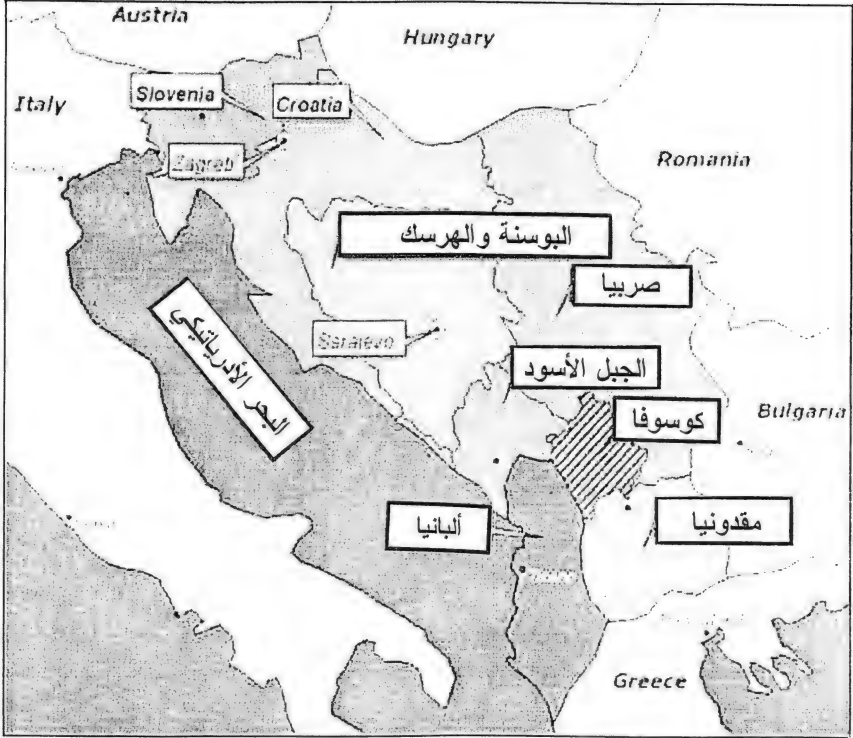 Austria
Hungary
Italy
Slovenia
Croatia
Zagreb
Romania
البوسنة والهرسك
صربيا
البحر الأدرياتيكي
Sarajevo
الجبل الأسود
كوسوفا
Bulgaria
ألبانيا
مقدونيا
Greece